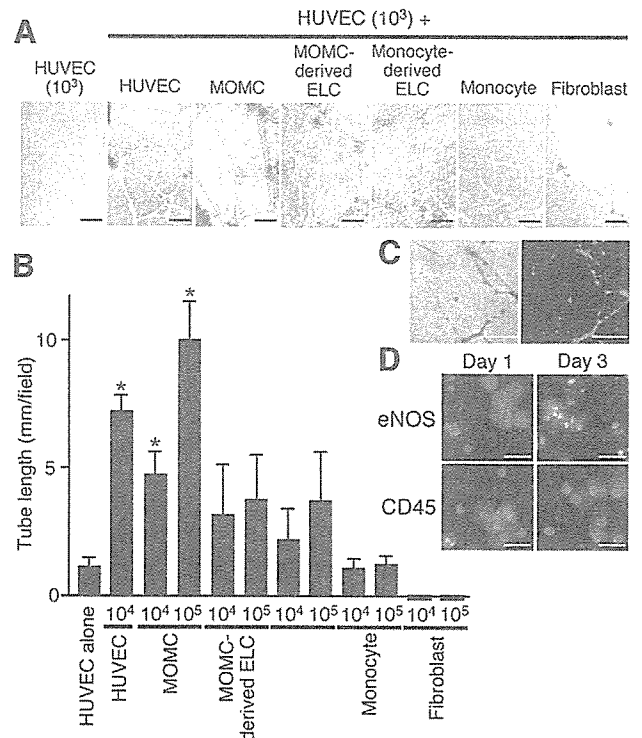 A
HUVEC (10³) +
HUVEC
(10³)
HUVEC
MOMC
MOMC-
derived
ELC
Monocyte-
derived
ELC
Monocyte
Fibroblast
B
Tube length (mm/field)
10
5
0
*
*
*
10⁴
10⁴ 10⁵
10⁴ 10⁵
10⁴ 10⁵
10⁴ 10⁵
10⁴ 10⁵
HUVEC alone
HUVEC
MOMC
MOMC-
derived ELC
Monocyte
Fibroblast
C
D
Day 1
Day 3
eNOS
CD45